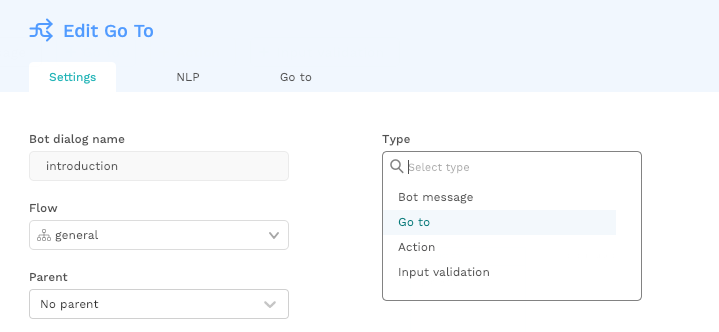 Edit Go To
Settings NLP Go to
Bot dialog name
introduction
Flow
general
Parent
No parent
Type
Select type
Bot message
Go to
Action
Input validation